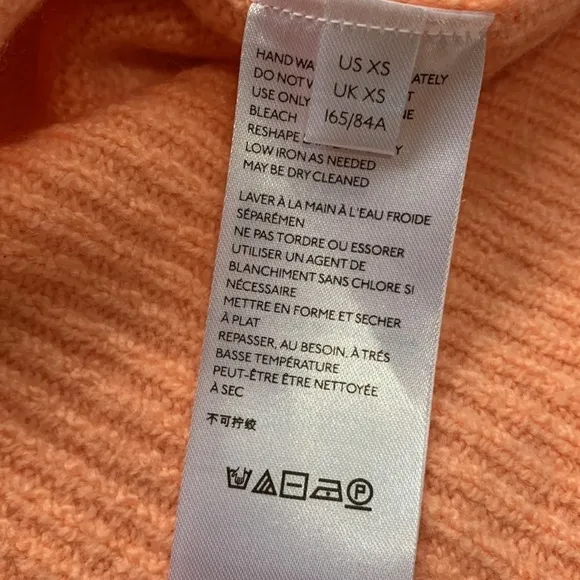 US XS
UK XS
165/84A
HAND WA ATELY
DO NOT
USE ONLY NE
BLEACH
RESHAPE
LOW IRON AS NEEDED
MAY BE DRY CLEANED
LAVER À LA MAIN À L'EAU FROIDE
SÉPARÉMEN
NE PAS TORDRE OU ESSORER
UTILISER UN AGENT DE
BLANCHIMENT SANS CHLORE SI
NÉCESSAIRE
METTRE EN FORME ET SECHER
À PLAT
REPASSER, AU BESOIN, À TRÉS
BASSE TEMPÉRATURE
PEUT-ÊTRE ÊTRE NETTOYÉE
À SEC
不可拧绞
P